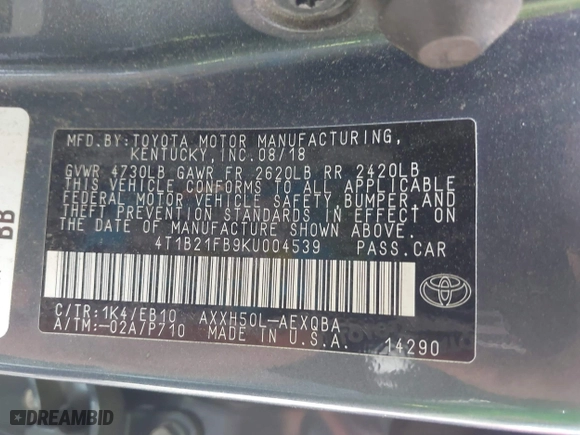 MFD.BY:TOYOTA MOTOR MANUFACTURING,
KENTUCKY,INC.08/18
GVWR 4730LB GAWR FR 2620LB RR 2420LB
THIS VEHICLE CONFORMS TO ALL APPLICABLE
FEDERAL MOTOR VEHICLE SAFETY,BUMPER,AND
THEFT PREVENTION STANDARDS IN EFFECT ON
THE DATE OF MANUFACTURE SHOWN ABOVE.
4T1B21FB9KU004539 PASS.CAR
C/TR:1K4/EB10 AXXH50L-AEXQBA
A/TM:-02A/P710 MADE IN U.S.A. 14290
BB
DREAMBID